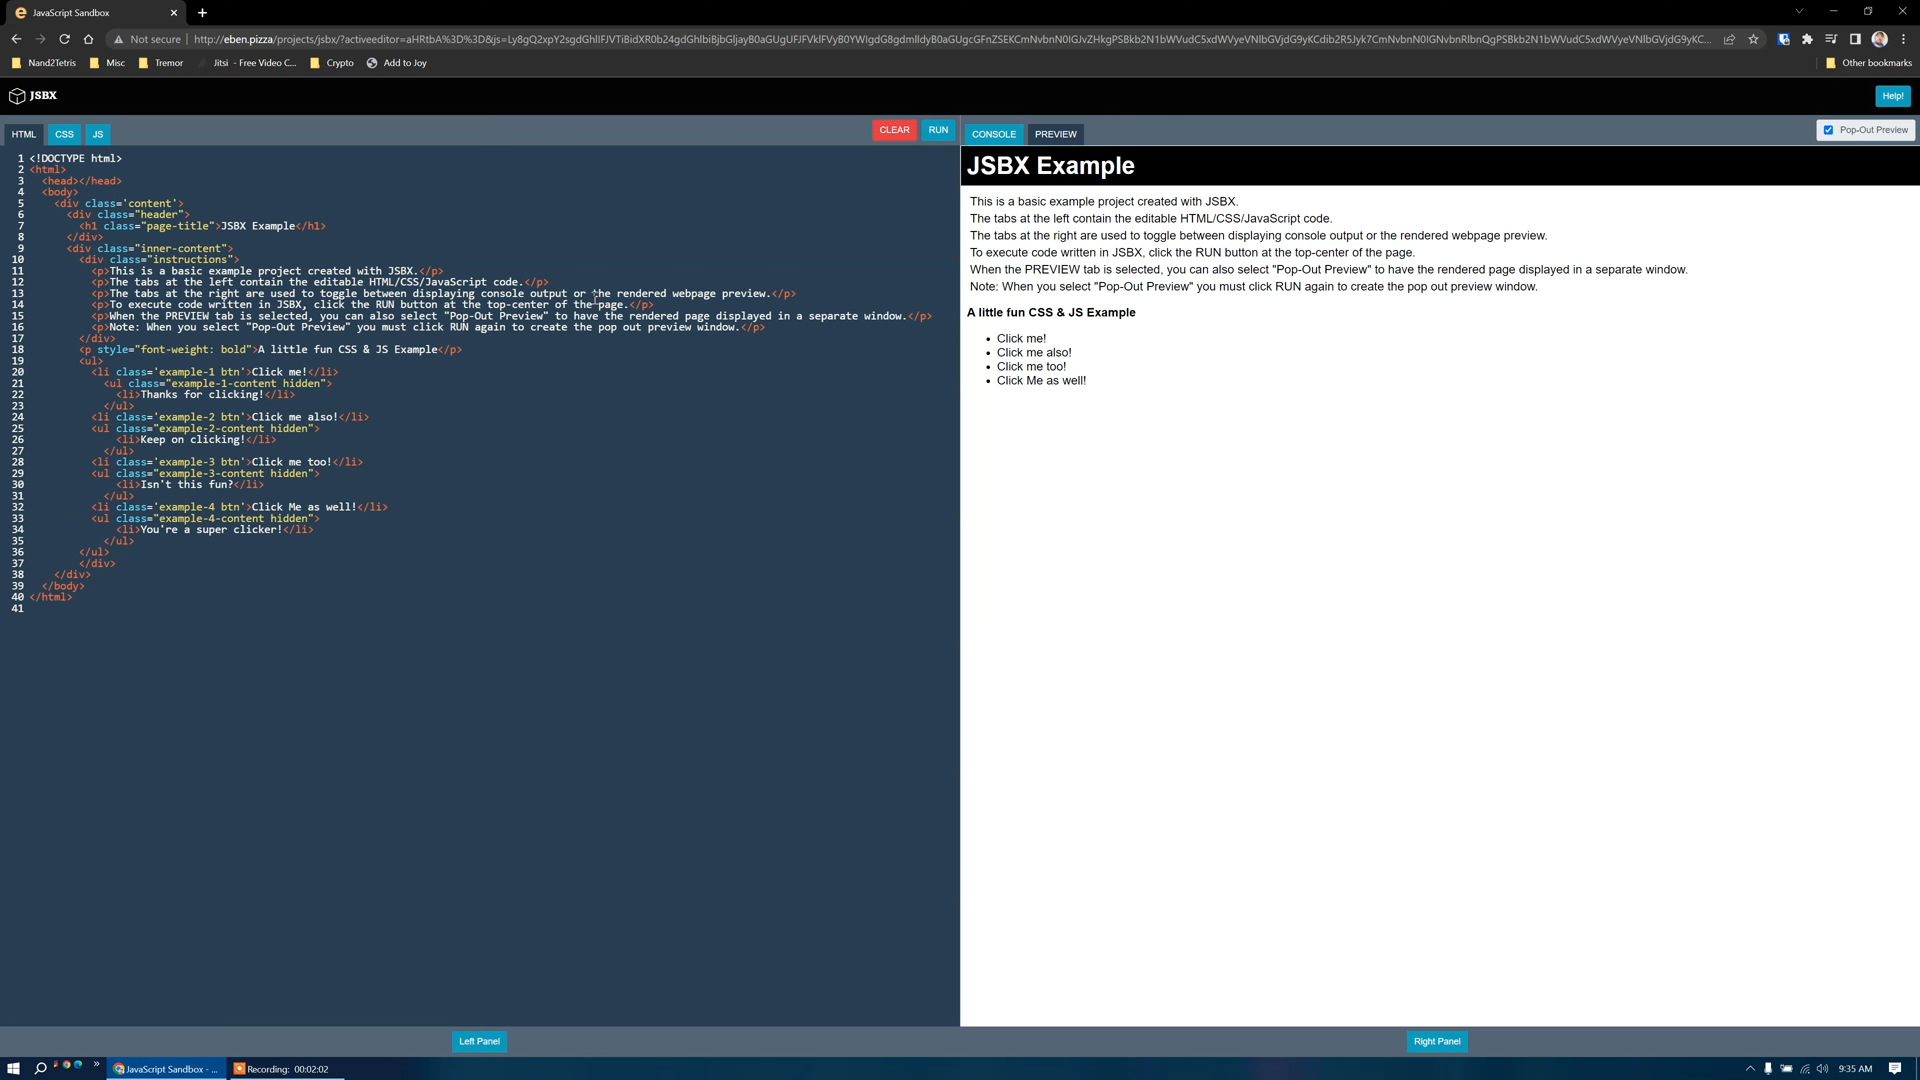 JavaScript Sandbox
Not secure
http://eben.pizza/projects/jsbx/?activeeditor=aHRtbA%3D%3D&js=
Nand2Tetris
Misc
Tremor
Jitsi - Free Video C...
Crypto
Add to Joy
Other bookmarks
JSBX
Help!
HTML
CSS
JS
CLEAR
RUN
CONSOLE
PREVIEW
Pop-Out Preview
1 <!DOCTYPE html>
2 <html>
3 <head></head>
4 <body>
5 <div class='content'>
6 <div class="header">
7 <h1 class="page-title">JSBX Example</h1>
8 </div>
9 <div class="inner-content">
10 <div class="instructions">
11 <p>This is a basic example project created with JSBX.</p>
12 <p>The tabs at the left contain the editable HTML/CSS/JavaScript code.</p>
13 <p>The tabs at the right are used to toggle between displaying console output or the rendered webpage preview.</p>
14 <p>To execute code written in JSBX, click the RUN button at the top-center of the page.</p>
15 <p>When the PREVIEW tab is selected, you can also select "Pop-Out Preview" to have the rendered page displayed in a separate window.</p>
16 <p>Note: When you select "Pop-Out Preview" you must click RUN again to create the pop out preview window.</p>
17 </div>
18 <p style="font-weight: bold">A little fun CSS & JS Example</p>
19 <ul>
20 <li class='example-1 btn'>Click me!</li>
21 <ul class="example-1-content hidden">
22 <li>Thanks for clicking!</li>
23 </ul>
24 <li class='example-2 btn'>Click me also!</li>
25 <ul class="example-2-content hidden">
26 <li>Keep on clicking!</li>
27 </ul>
28 <li class='example-3 btn'>Click me too!</li>
29 <ul class="example-3-content hidden">
30 <li>Isn't this fun?</li>
31 </ul>
32 <li class='example-4 btn'>Click Me as well!</li>
33 <ul class="example-4-content hidden">
34 <li>You're a super clicker!</li>
35 </ul>
36 </ul>
37 </div>
38 </div>
39 </body>
40 </html>
41
JSBX Example
This is a basic example project created with JSBX.
The tabs at the left contain the editable HTML/CSS/JavaScript code.
The tabs at the right are used to toggle between displaying console output or the rendered webpage preview.
To execute code written in JSBX, click the RUN button at the top-center of the page.
When the PREVIEW tab is selected, you can also select "Pop-Out Preview" to have the rendered page displayed in a separate window.
Note: When you select "Pop-Out Preview" you must click RUN again to create the pop out preview window.
A little fun CSS & JS Example
• Click me!
• Click me also!
• Click me too!
• Click Me as well!
Left Panel
Right Panel
JavaScript Sandbox - ...
Recording: 00:02:02
9:35 AM